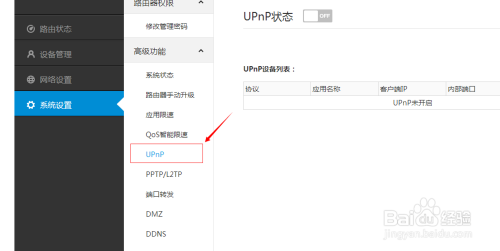 路由状态
设备管理
网络设置
系统设置
路由器权限
修改管理密码
高级功能
系统状态
路由器手动升级
应用限速
QoS智能限速
UPnP
PPTP/L2TP
端口转发
DMZ
DDNS
UPnP状态
OFF
UPnP设备列表：
协议 应用名称 客户端IP 内部端口
UPnP未开启
Baidu经验
jingyan.baidu.com